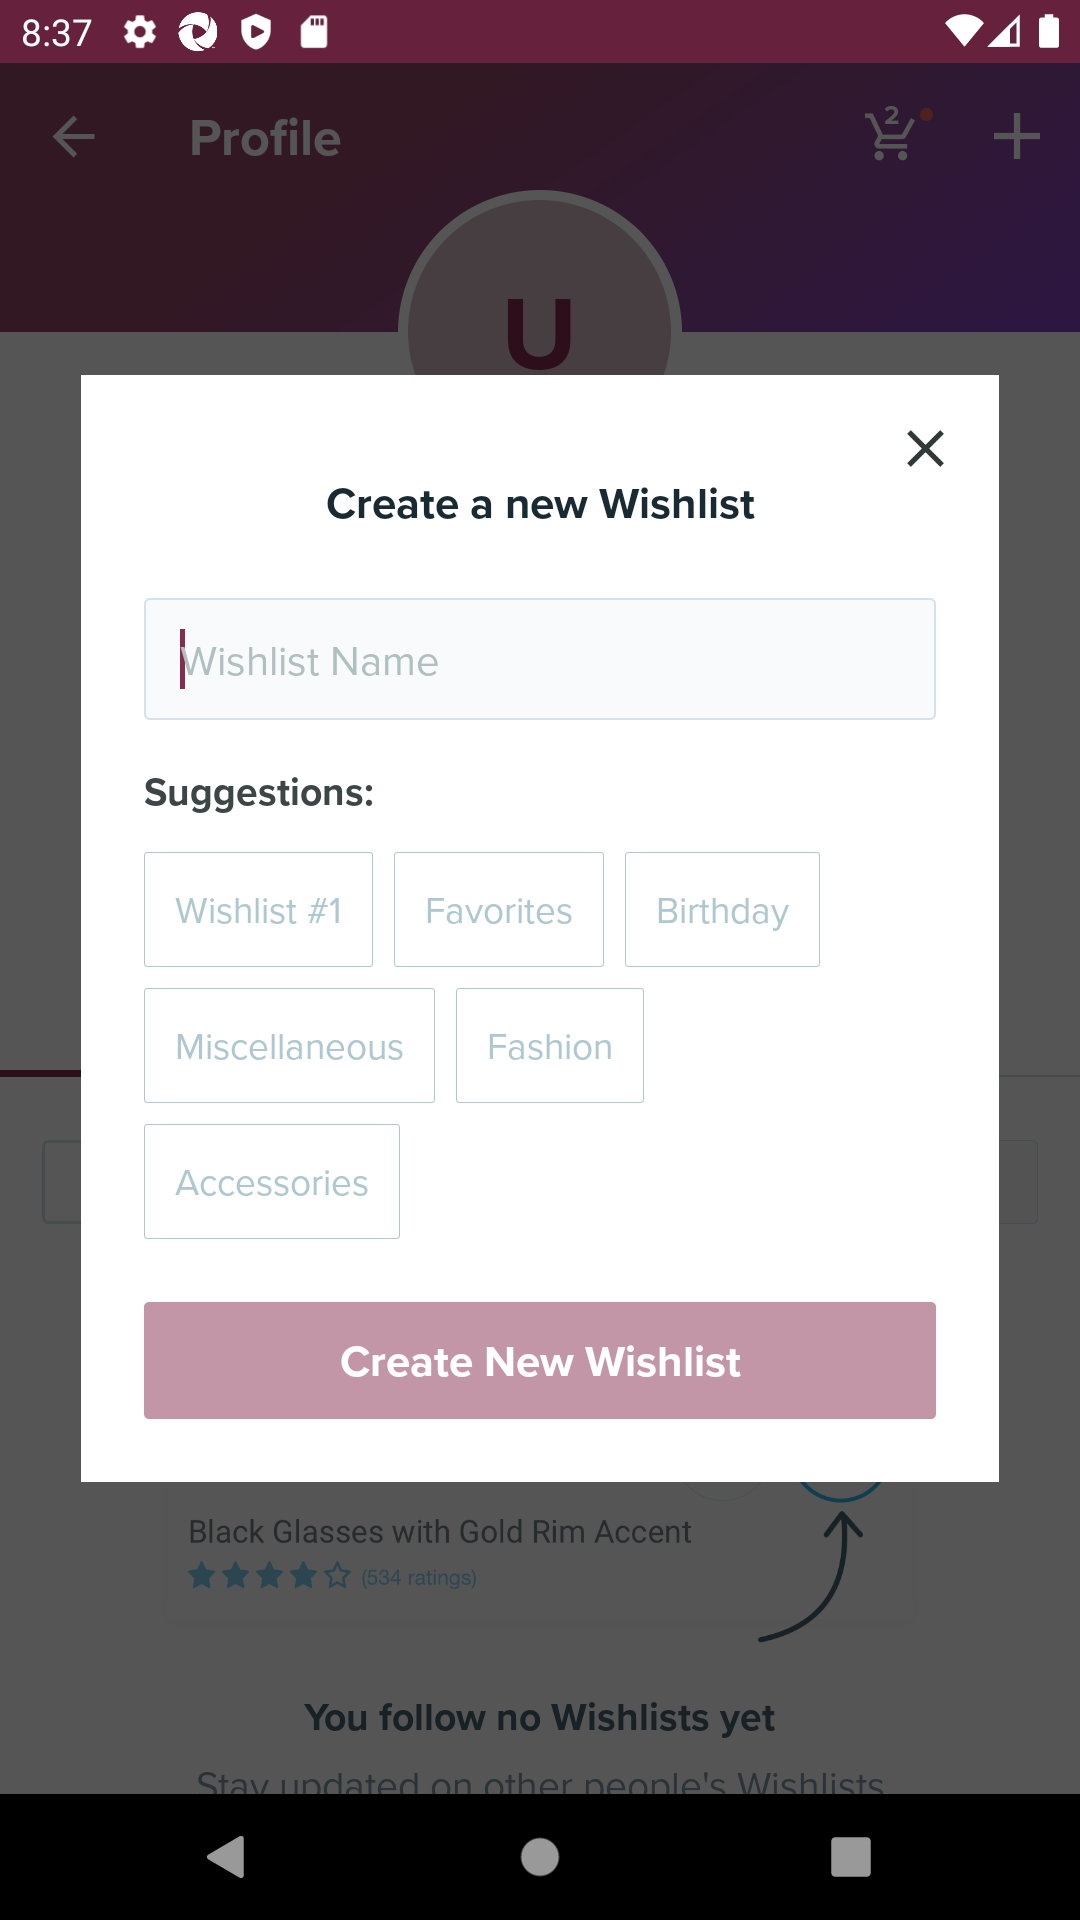 8:37
Profile
2
U
Create a new Wishlist
Wishlist Name
Suggestions:
Wishlist #1
Favorites
Birthday
Miscellaneous
Fashion
Accessories
Create New Wishlist
Black Glasses with Gold Rim Accent
(534 ratings)
You follow no Wishlists yet
Stay updated on other people's Wishlists